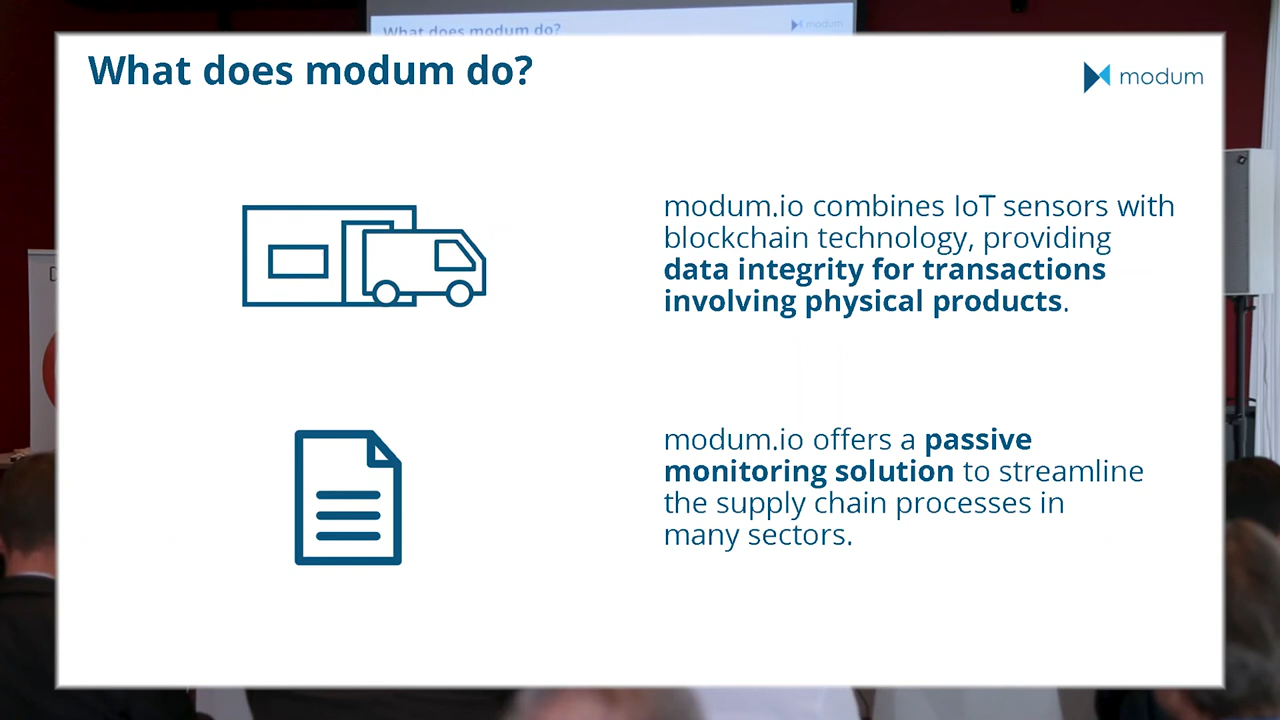 What does modum do?
modum
What does modum do?
modum
modum.io combines IoT sensors with
blockchain technology, providing
data integrity for transactions
involving physical products.
modum.io offers a passive
monitoring solution to streamline
the supply chain processes in
many sectors.